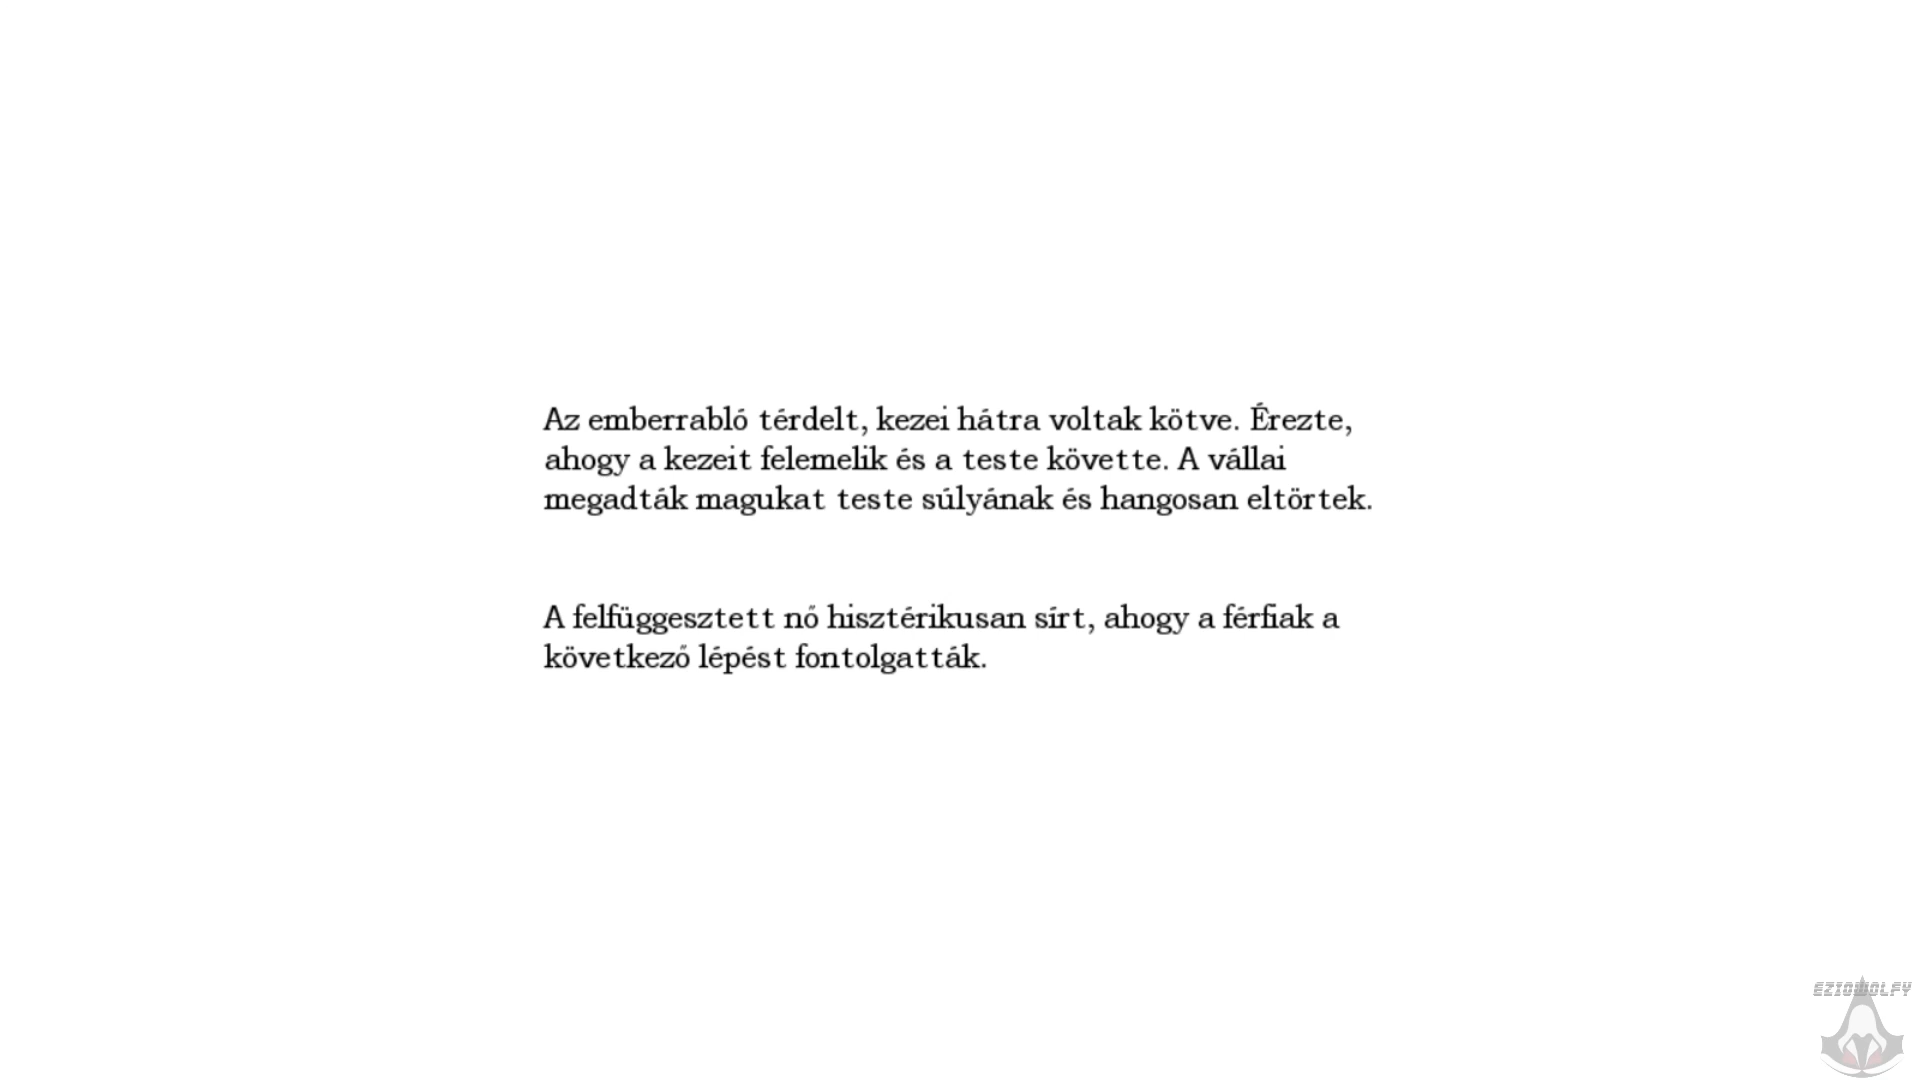 Az emberrabló térdelt, kezei hátra voltak kötve. Érezte,
ahogy a kezeit felemelik és a teste követte. A vállai
megadták magukat teste súlyának és hangosan eltörtek.
A felfüggesztett nő hisztérikusan sírt, ahogy a férfiak a
következő lépést fontolgatták.
EZIOWOLFY